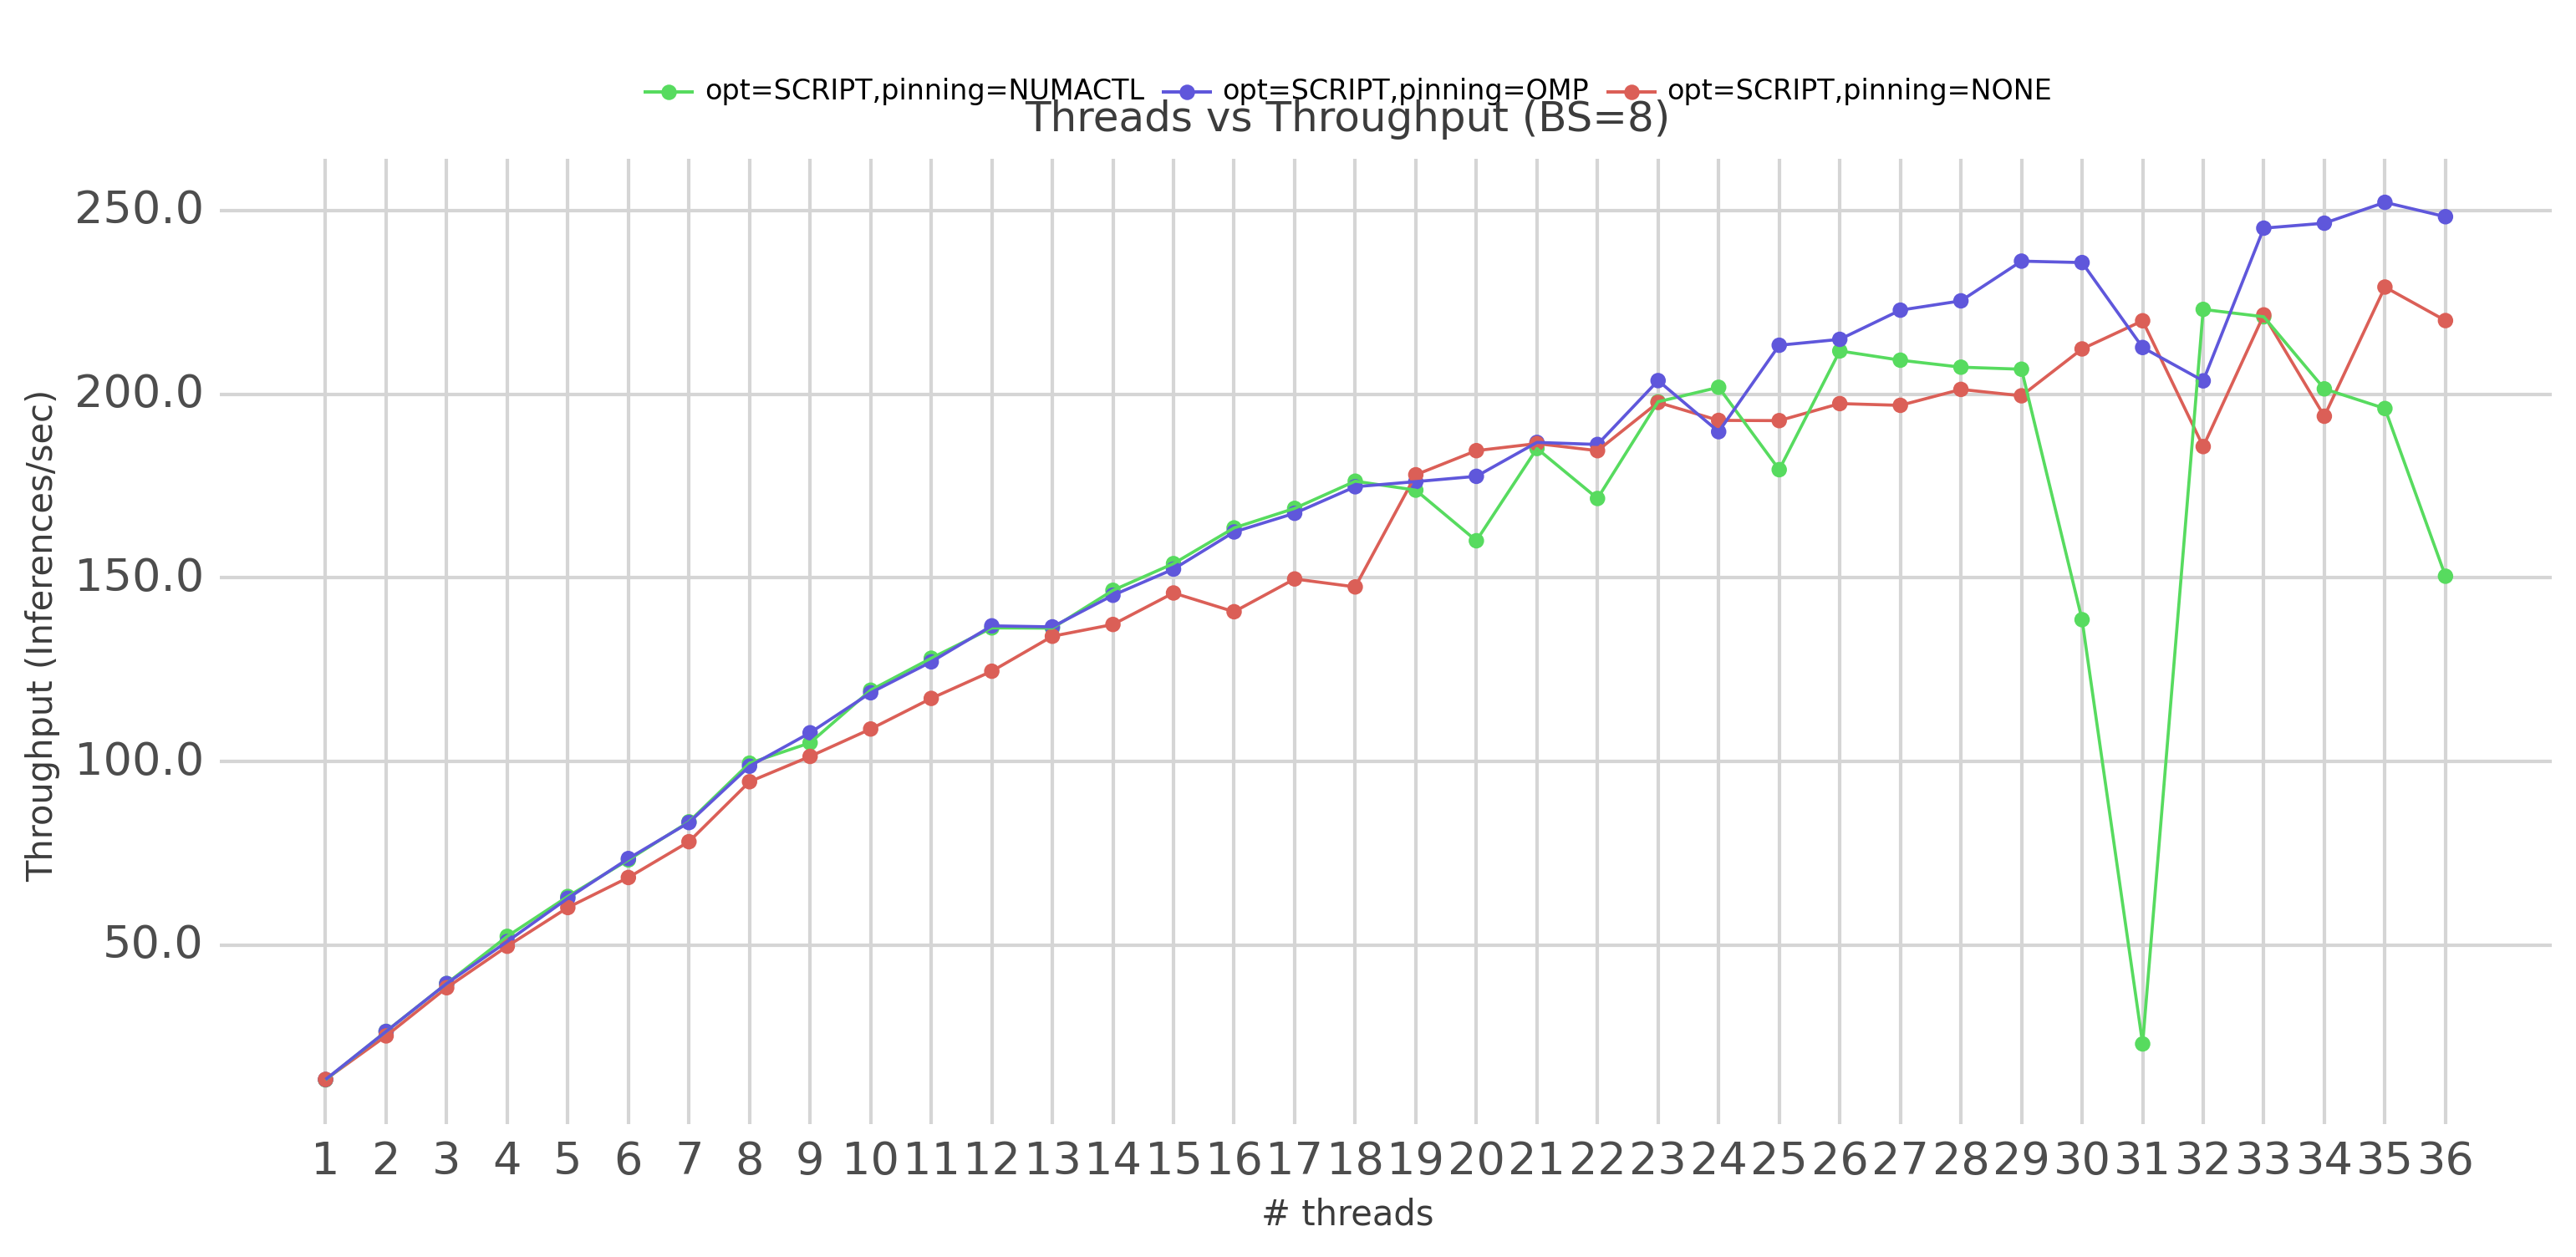 opt=SCRIPT,pinning=NUMACTL opt=SCRIPT,pinning=OMP opt=SCRIPT,pinning=NONE
Threads vs Throughput (BS=8)
250.0
200.0
150.0
100.0
50.0
Throughput (Inferences/sec)
1 2 3 4 5 6 7 8 9 10 11 12 13 14 15 16 17 18 19 20 21 22 23 24 25 26 27 28 29 30 31 32 33 34 35 36
# threads